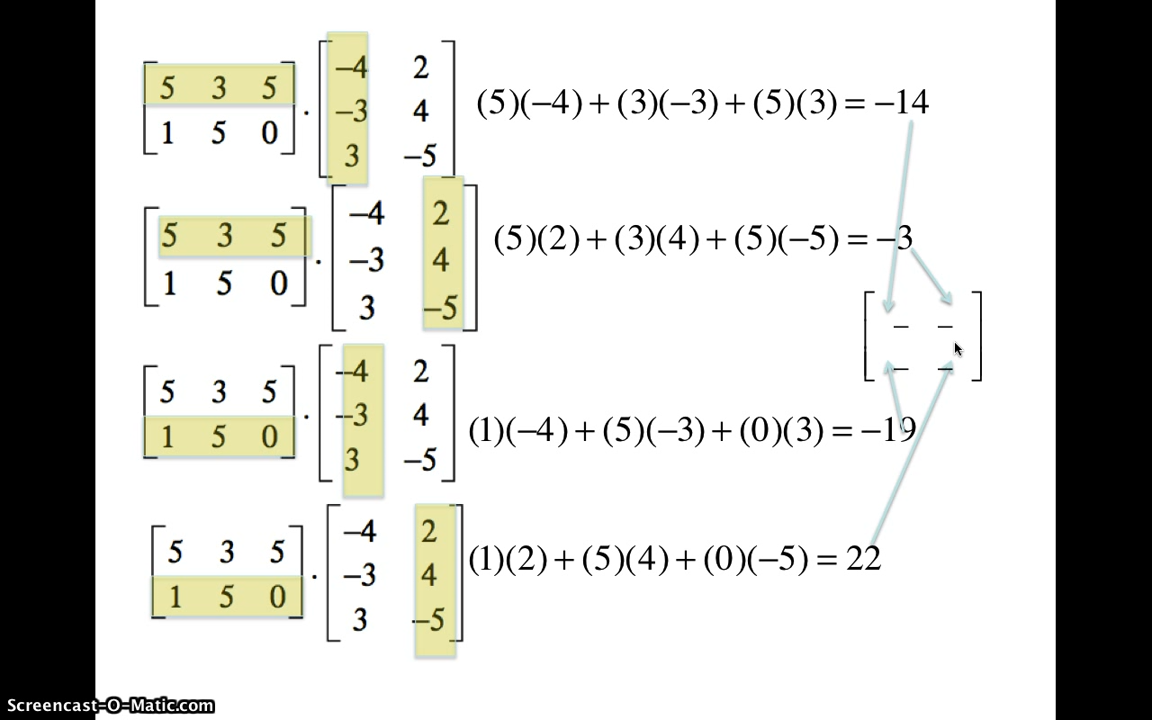 5 3 5
1 5 0
.
−4 2
−3 4
3 −5
(5)(−4)+(3)(−3)+(5)(3)=−14
5 3 5
1 5 0
.
−4 2
−3 4
3 −5
(5)(2)+(3)(4)+(5)(−5)=−3
– –
– –
5 3 5
1 5 0
.
−4 2
−3 4
3 −5
(1)(−4)+(5)(−3)+(0)(3)=−19
5 3 5
1 5 0
.
−4 2
−3 4
3 −5
(1)(2)+(5)(4)+(0)(−5)=22
Screencast-O-Matic.com